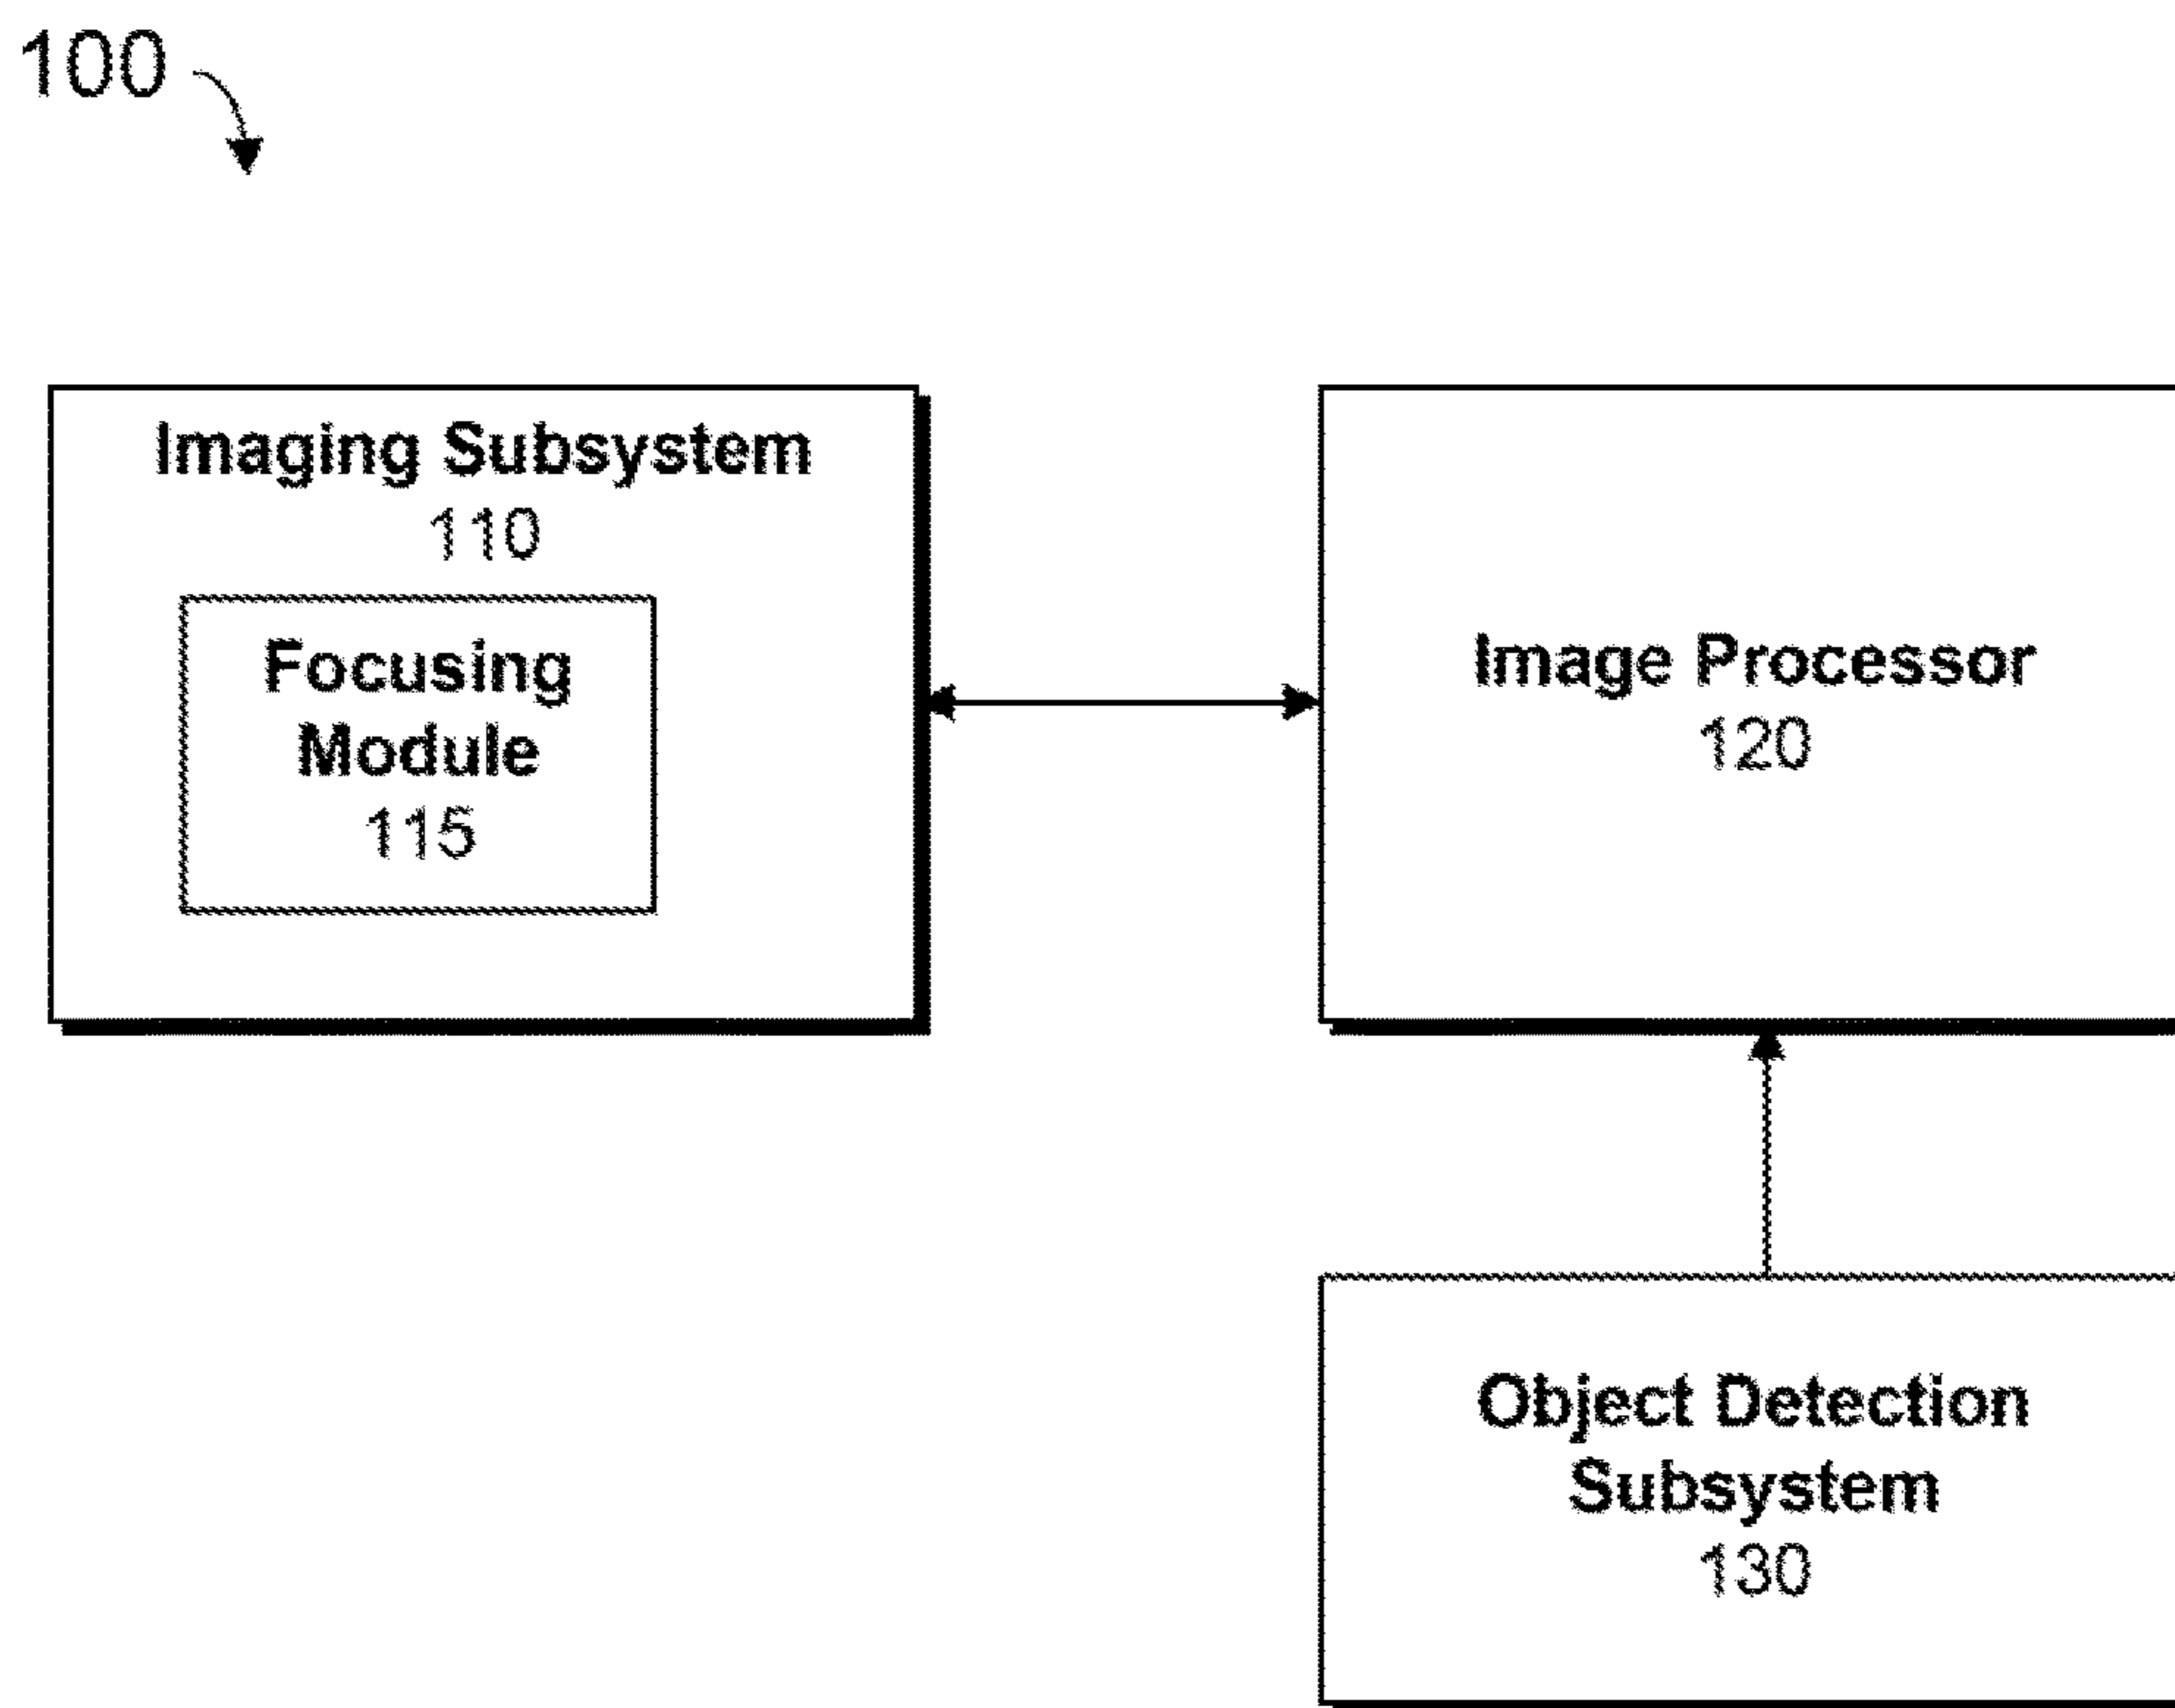 100
Imaging Subsystem
110
Focusing
Module
115
Image Processor
120
Object Detection
Subsystem
130